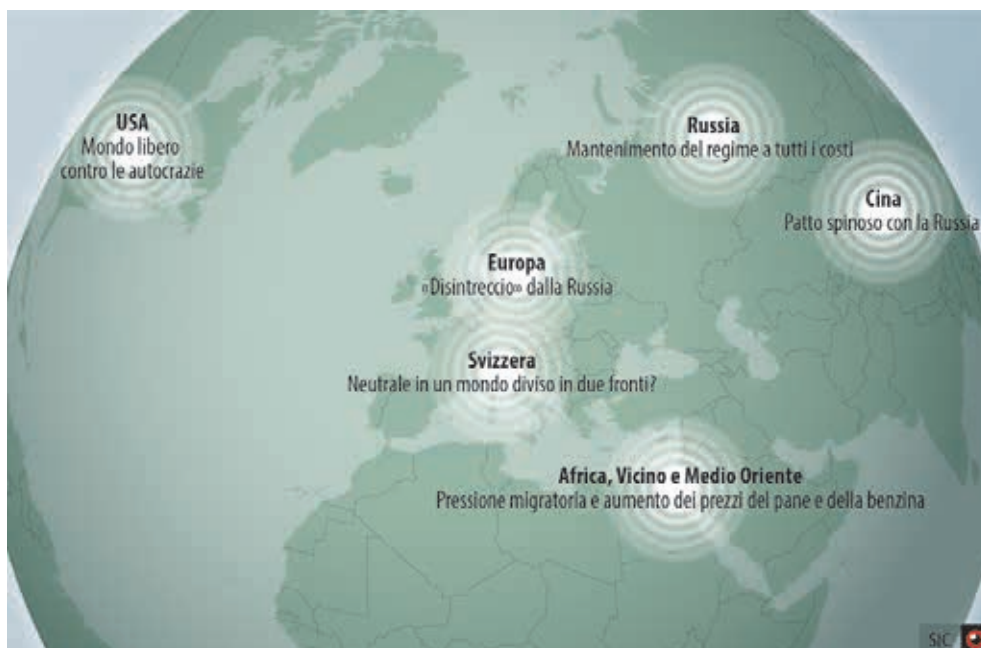 USA
Mondo libero
contro le autocrazie
Russia
Mantenimento del regime a tutti i costi
Cina
Patto spinoso con la Russia
Europa
«Disintreccio» dalla Russia
Svizzera
Neutrale in un mondo diviso in due fronti?
Africa, Vicino e Medio Oriente
Pressione migratoria e aumento dei prezzi del pane e della benzina
SIC